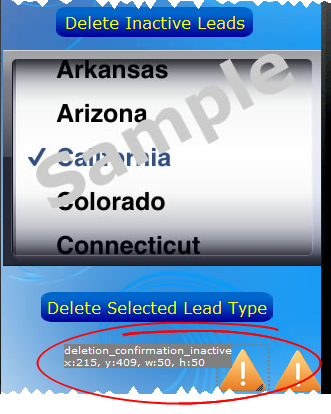 Delete Inactive Leads
Arkansas
Arizona
✓ California
Colorado
Connecticut
Sample
Delete Selected Lead Type
deletion_confirmation_inactive
x:215, y:409, w:50, h:50